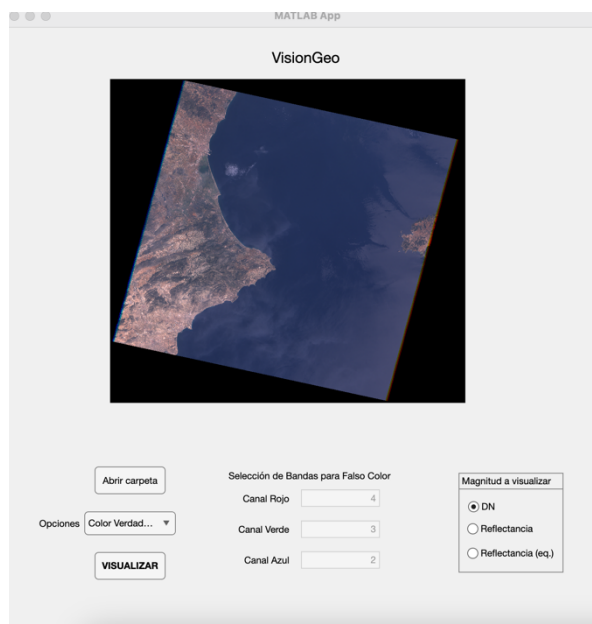 MATLAB App
VisionGeo
Abrir carpeta
Opciones
Color Verdad...
VISUALIZAR
Selección de Bandas para Falso Color
Canal Rojo
4
Canal Verde
3
Canal Azul
2
Magnitud a visualizar
DN
Reflectancia
Reflectancia (eq.)